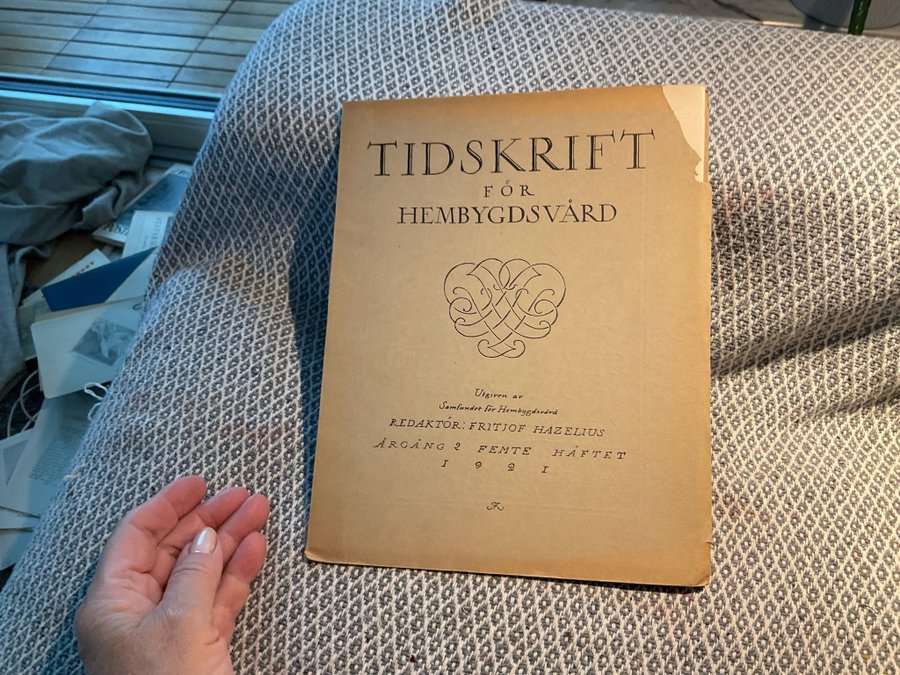 TIDSKRIFT
FÖR
HEMBYGDSVÅRD
Utgiven av
Samfundet för Hembygdsvård
REDAKTÖR: FRITJOF HAZELIUS
ÅRGÅNG 2 FEMTE HÄFTET
1921